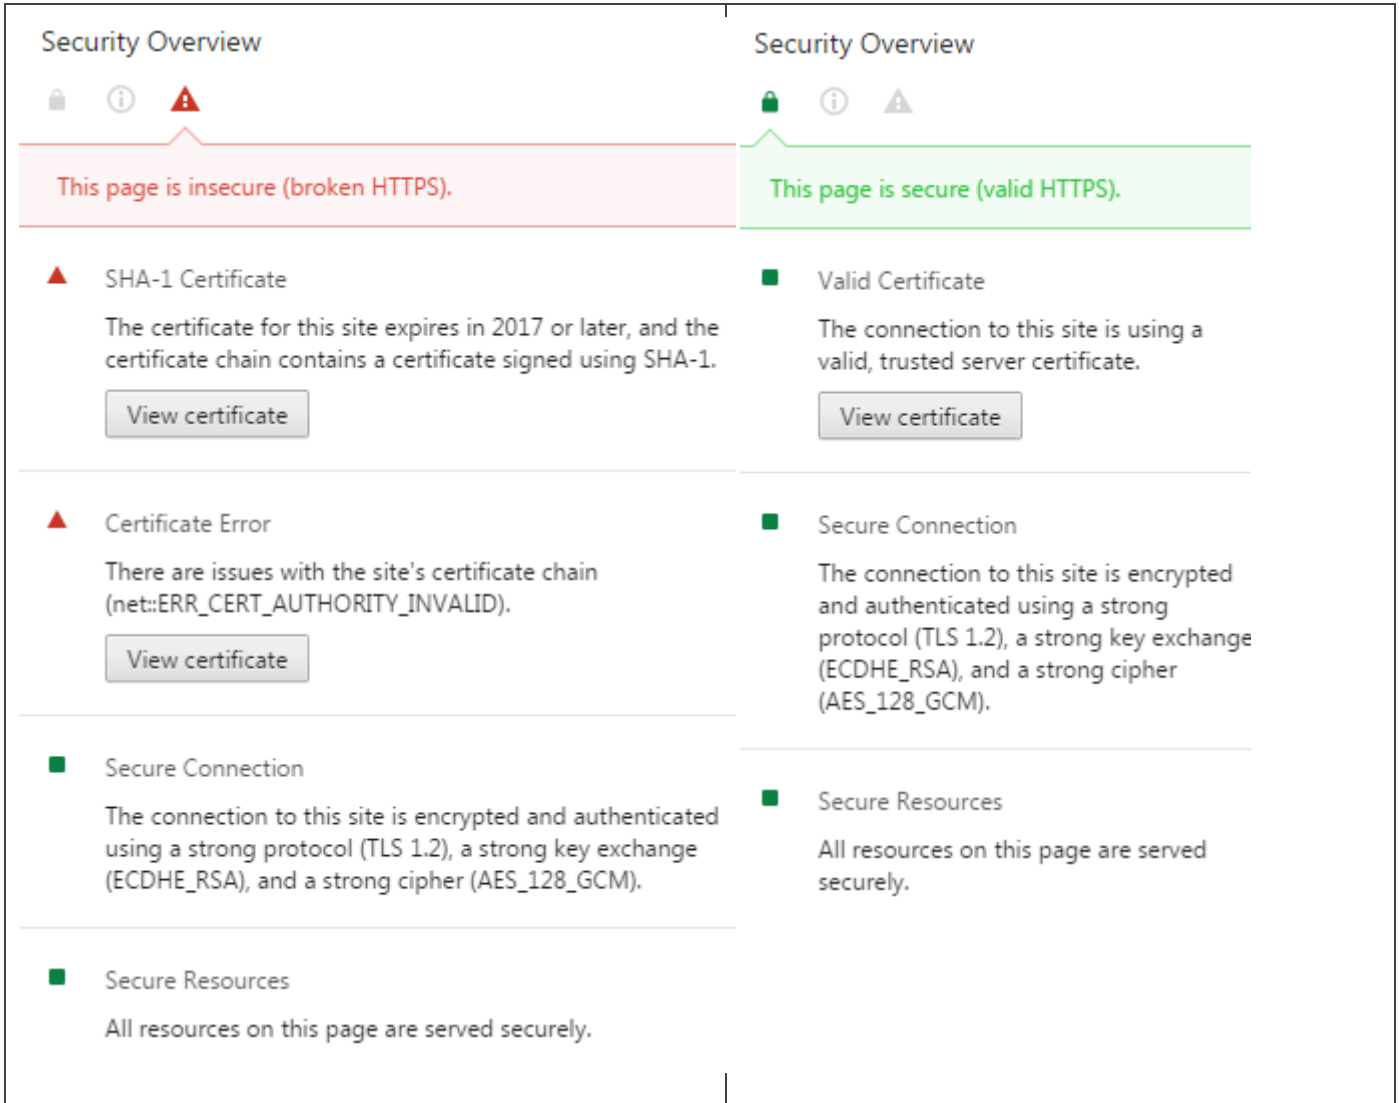 Security Overview
This page is insecure (broken HTTPS).
SHA-1 Certificate
The certificate for this site expires in 2017 or later, and the
certificate chain contains a certificate signed using SHA-1.
View certificate
Certificate Error
There are issues with the site's certificate chain
(net::ERR_CERT_AUTHORITY_INVALID).
View certificate
Secure Connection
The connection to this site is encrypted and authenticated
using a strong protocol (TLS 1.2), a strong key exchange
(ECDHE_RSA), and a strong cipher (AES_128_GCM).
Secure Resources
All resources on this page are served securely.
Security Overview
This page is secure (valid HTTPS).
Valid Certificate
The connection to this site is using a
valid, trusted server certificate.
View certificate
Secure Connection
The connection to this site is encrypted
and authenticated using a strong
protocol (TLS 1.2), a strong key exchange
(ECDHE_RSA), and a strong cipher
(AES_128_GCM).
Secure Resources
All resources on this page are served
securely.